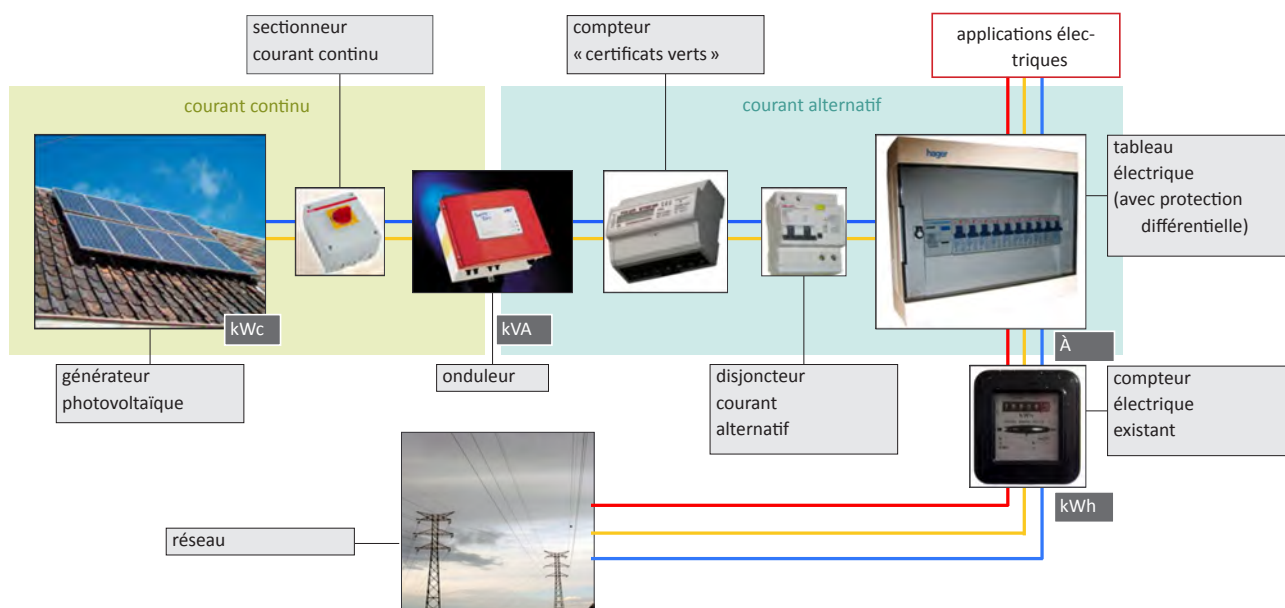 sectionneur
courant continu
compteur
« certificats verts »
applications élec-
triques
courant continu
courant alternatif
hager
tableau
électrique
(avec protection
différentielle)
kWc
kVA
À
générateur
photovoltaïque
onduleur
disjoncteur
courant
alternatif
compteur
électrique
existant
kWh
réseau